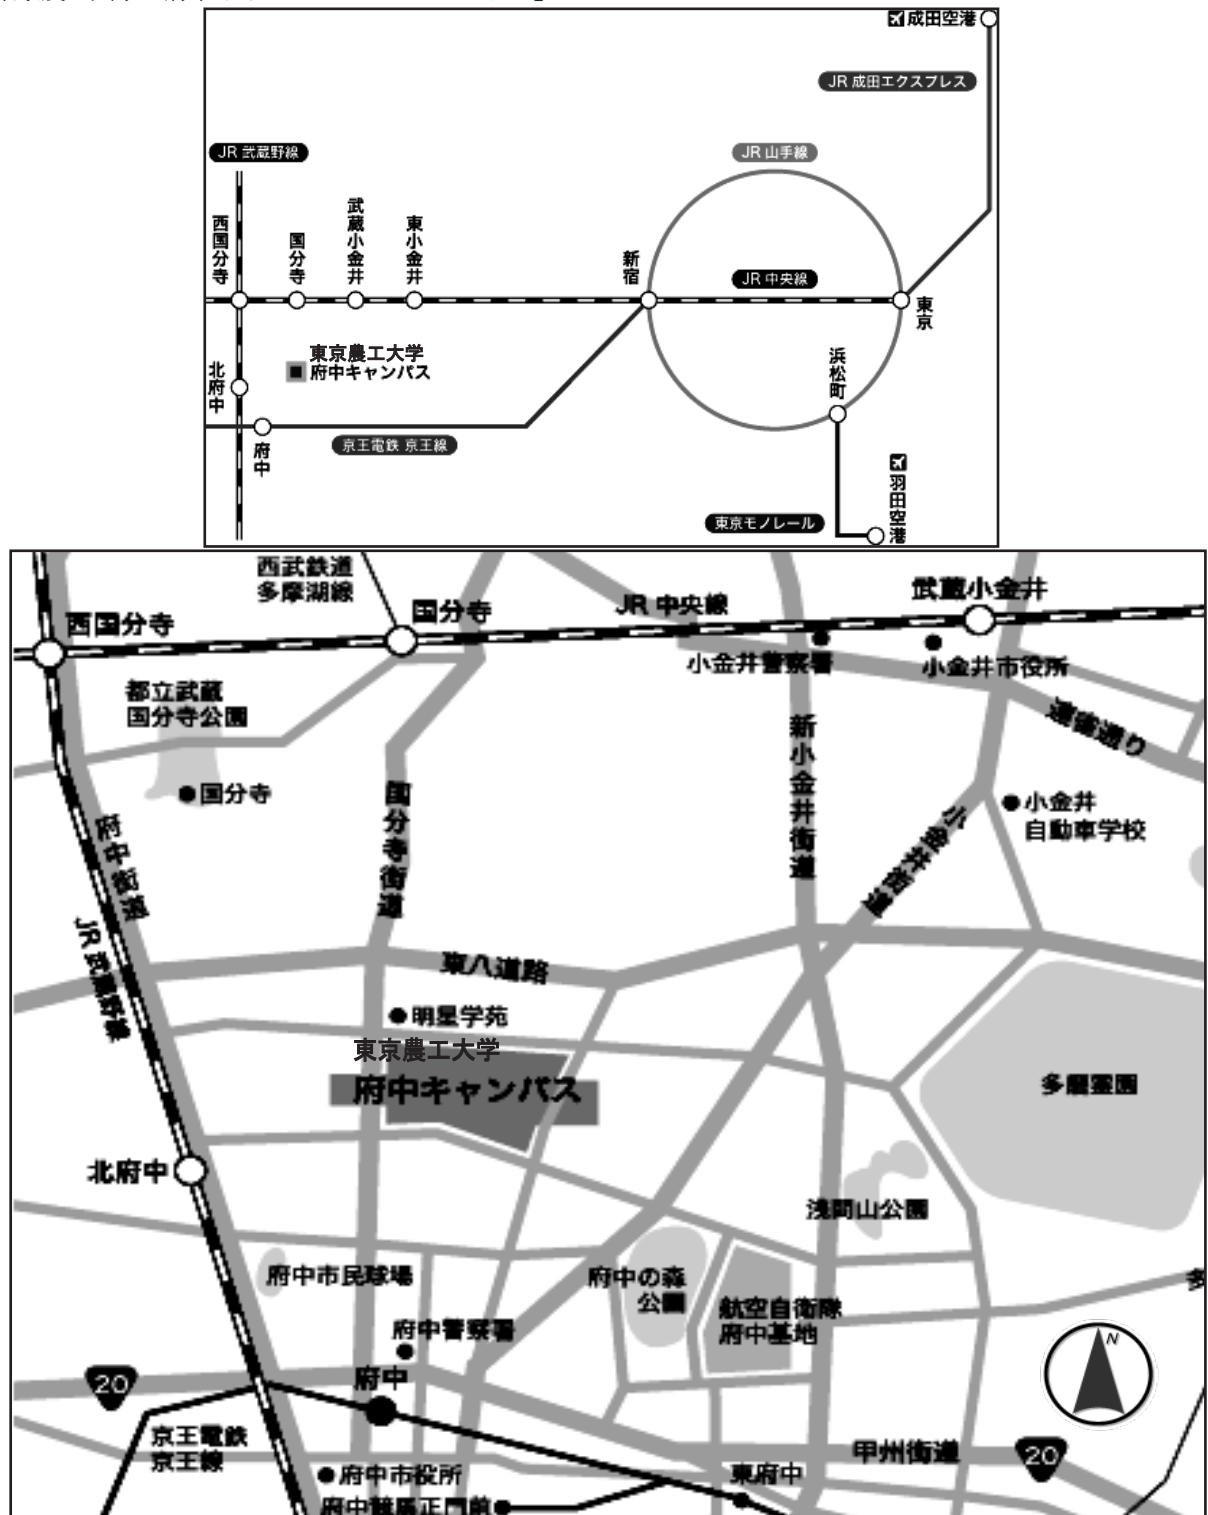 成田空港
JR 成田エクスプレス
JR 武蔵野線
JR 山手線
西国分寺
国分寺
武蔵小金井
東小金井
新宿
JR 中央線
東京
東京農工大学
府中キャンパス
北府中
浜松町
府中
京王電鉄 京王線
羽田空港
東京モノレール
西武鉄道
多摩湖線
西国分寺
国分寺
JR 中央線
武蔵小金井
小金井警察署
小金井市役所
都立武蔵
国分寺公園
連雀通り
新小金井街道
国分寺
国分寺街道
小金井
自動車学校
小金井街道
府中街道
JR 武蔵野線
東八道路
明星学苑
東京農工大学
府中キャンパス
多磨霊園
北府中
浅間山公園
府中市民球場
府中の森
公園
航空自衛隊
府中基地
多
府中警察署
N
20
府中
京王電鉄
京王線
甲州街道
20
府中市役所
東府中
府中競馬正門前